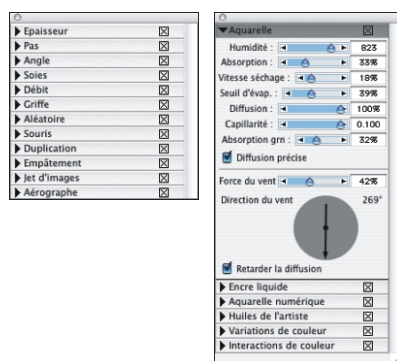 Epaisseur
Pas
Angle
Soies
Débit
Griffe
Aléatoire
Souris
Duplication
Empâtement
Jet d'images
Aérographe
Aquarelle
Humidité : 823
Absorption : 33%
Vitesse séchage : 18%
Seuil d'évap. : 39%
Diffusion : 100%
Capillarité : 0.100
Absorption grn : 32%
Diffusion précise
Force du vent 42%
Direction du vent 269°
Retarder la diffusion
Encre liquide
Aquarelle numérique
Huiles de l'artiste
Variations de couleur
Interactions de couleur